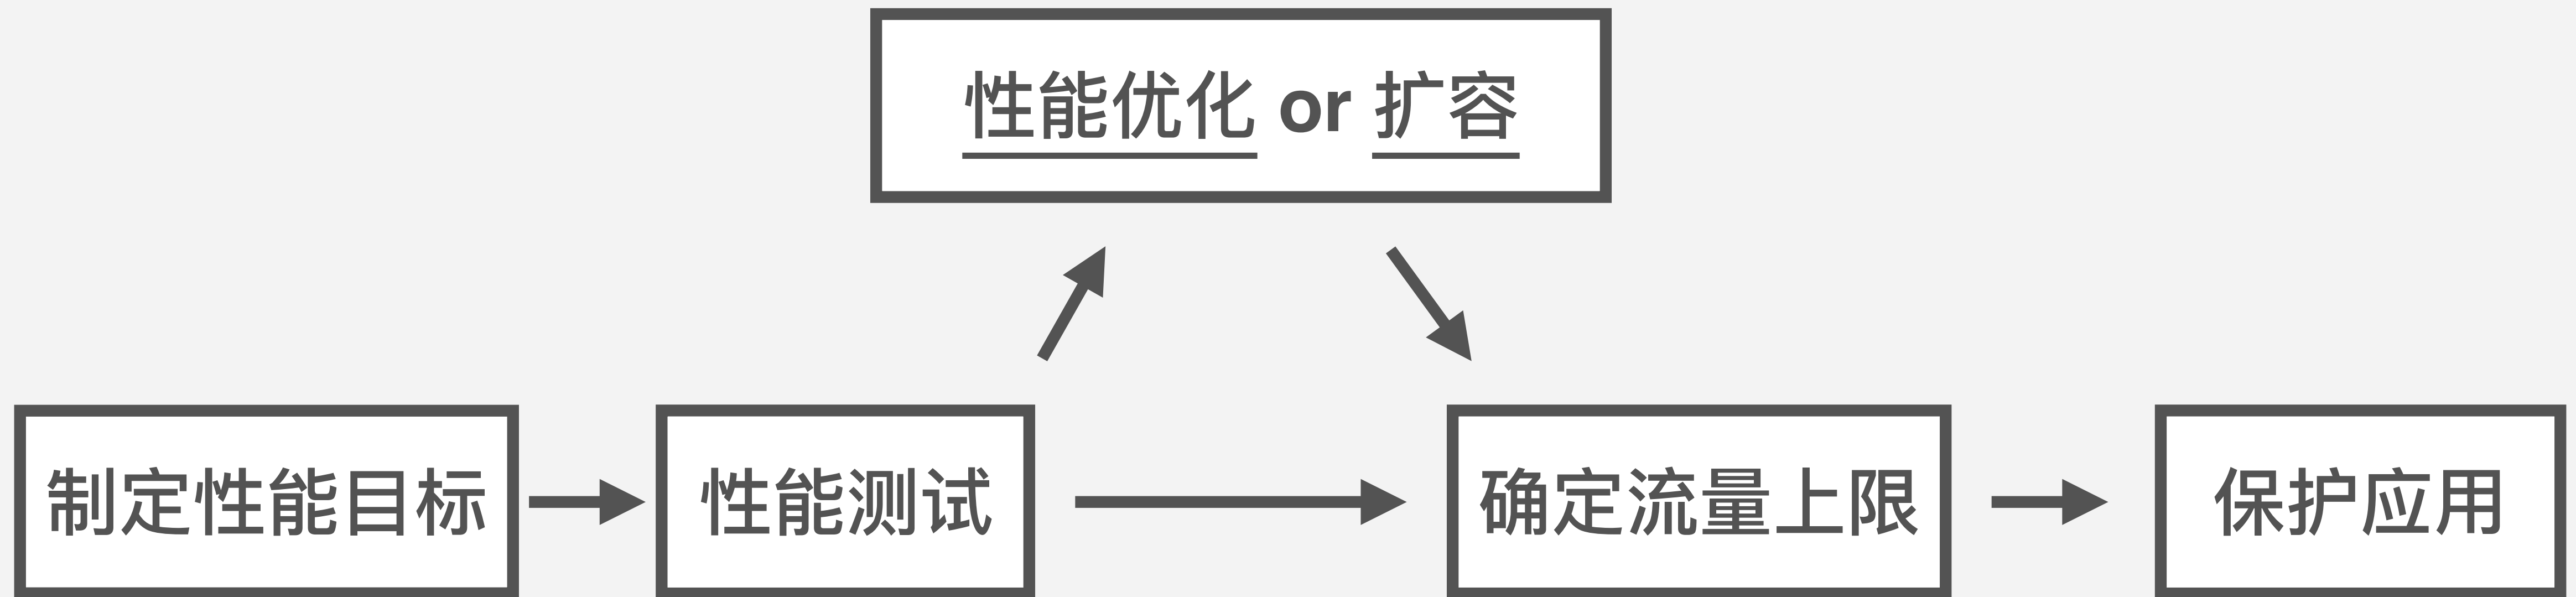 性能优化 or 扩容
制定性能目标
性能测试
确定流量上限
保护应用